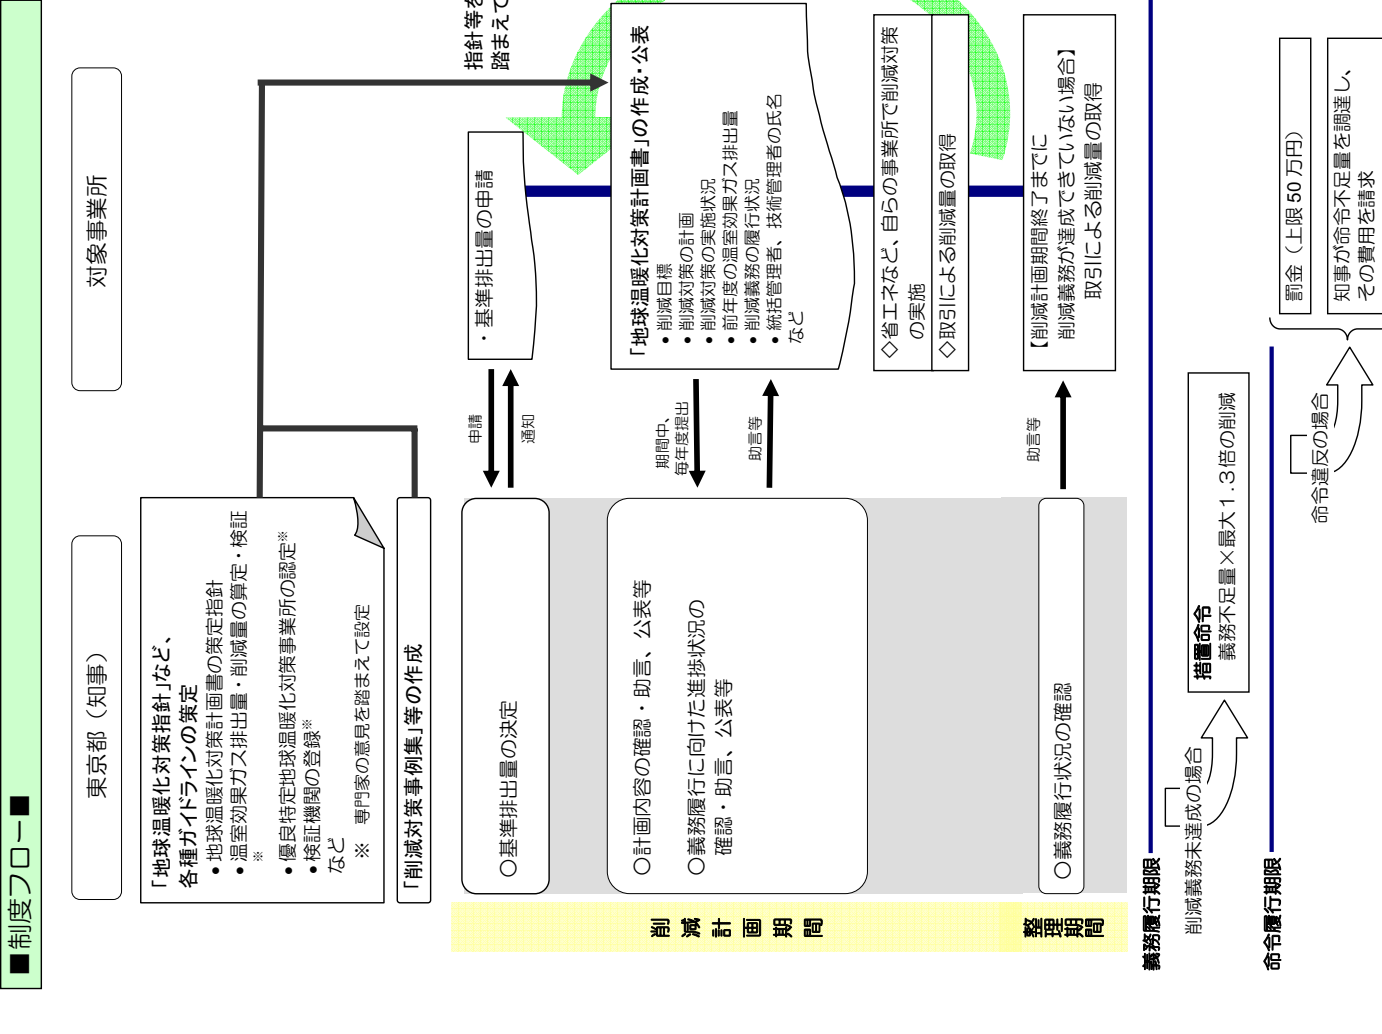 ■制度フロー■
東京都（知事）
対象事業所
「地球温暖化対策指針」など、
各種ガイドラインの策定
• 地球温暖化対策計画書の策定指針
• 温室効果ガス排出量・削減量の算定・検証
※
• 優良特定地球温暖化対策事業所の認定※
• 検証機関の登録※
など
※　専門家の意見を踏まえて設定
「削減対策事例集」等の作成
指針等を
踏まえて
削減計画期間
○基準排出量の決定
申請
通知
・基準排出量の申請
○計画内容の確認・助言、公表等
○義務履行に向けた進捗状況の
確認・助言、公表等
期間中、
毎年度提出
助言等
「地球温暖化対策計画書」の作成・公表
• 削減目標
• 削減対策の計画
• 削減対策の実施状況
• 前年度の温室効果ガス排出量
• 削減義務の履行状況
• 統括管理者、技術管理者の氏名
など
◇省エネなど、自らの事業所で削減対策
の実施
◇取引による削減量の取得
整理期間
○義務履行状況の確認
助言等
【削減計画期間終了までに
削減義務が達成できていない場合】
取引による削減量の取得
義務履行期限
削減義務未達成の場合
措置命令
義務不足量×最大１.３倍の削減
命令履行期限
命令違反の場合
罰金（上限 50 万円）
知事が命令不足量を調達し、
その費用を請求